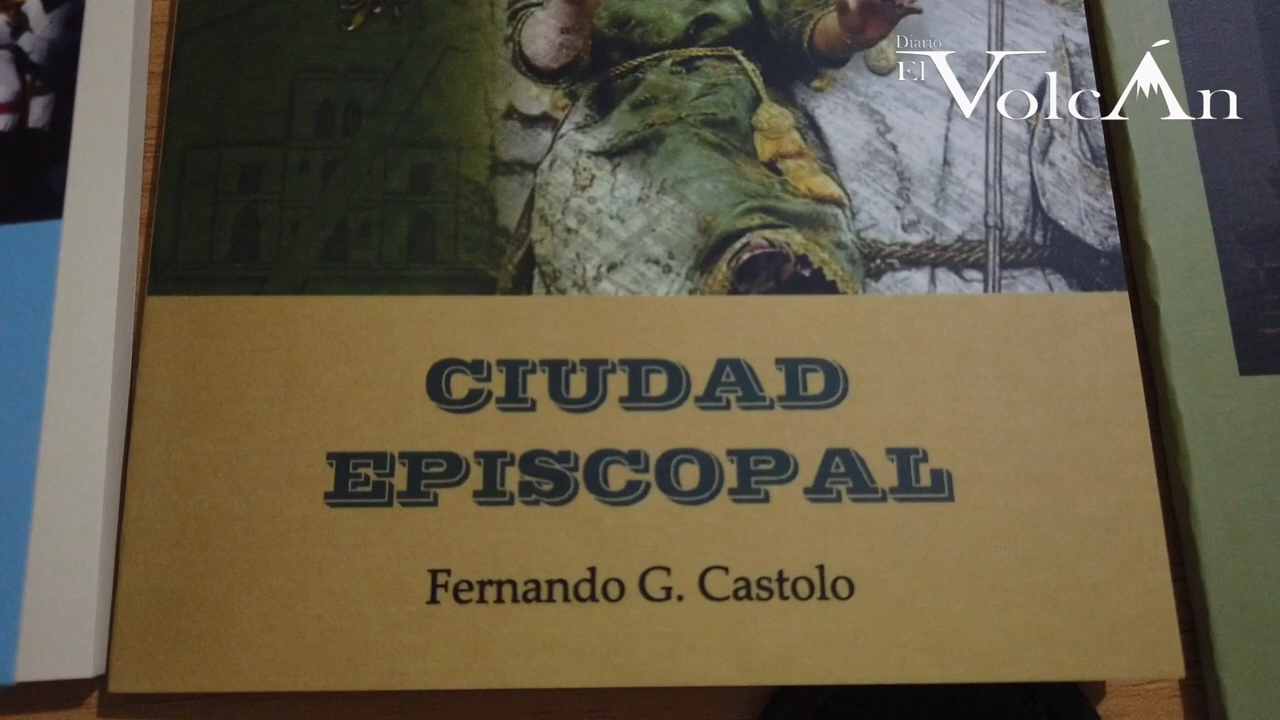 Diario
El Volcán
CIUDAD
EPISCOPAL
Fernando G. Castolo